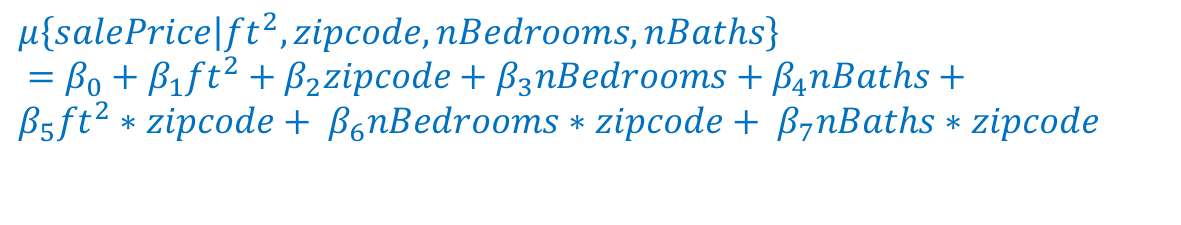 μ{salePrice|ft², zipcode, nBedrooms, nBaths}
= β₀ + β₁ft² + β₂zipcode + β₃nBedrooms + β₄nBaths +
β₅ft² ∗ zipcode + β₆nBedrooms ∗ zipcode + β₇nBaths ∗ zipcode